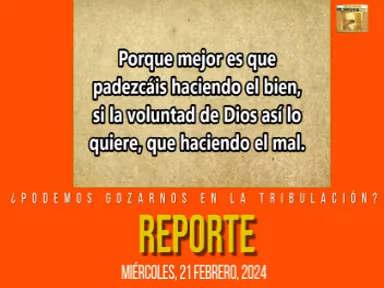 Porque mejor es que
padezcáis haciendo el bien,
si la voluntad de Dios así lo
quiere, que haciendo el mal.
¿PODEMOS GOZARNOS EN LA TRIBULACIÓN?
REPORTE
MIÉRCOLES, 21 FEBRERO, 2024